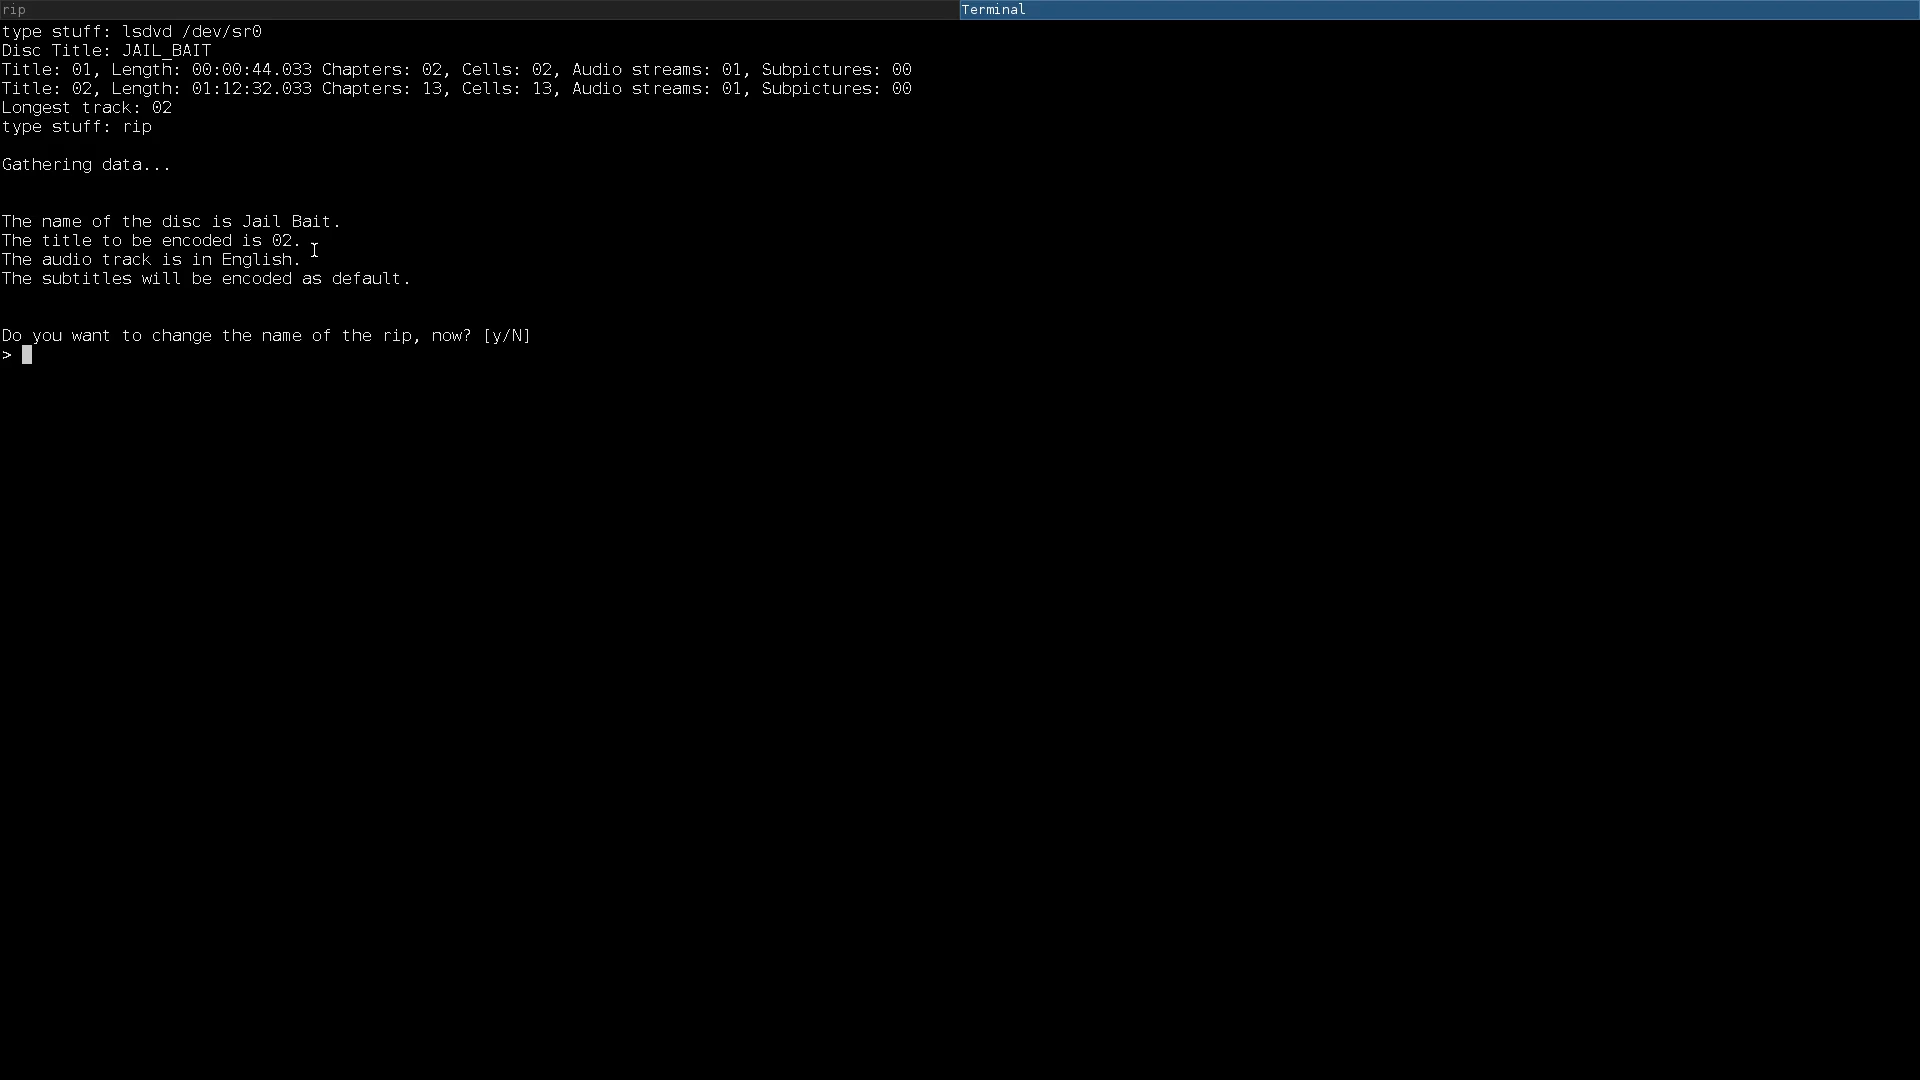 rip
Terminal
type stuff: lsdvd /dev/sr0
Disc Title: JAIL_BAIT
Title: 01, Length: 00:00:44.033 Chapters: 02, Cells: 02, Audio streams: 01, Subpictures: 00
Title: 02, Length: 01:12:32.033 Chapters: 13, Cells: 13, Audio streams: 01, Subpictures: 00
Longest track: 02
type stuff: rip
Gathering data...
The name of the disc is Jail Bait.
The title to be encoded is 02.
The audio track is in English.
The subtitles will be encoded as default.
Do you want to change the name of the rip, now? [y/N]
>